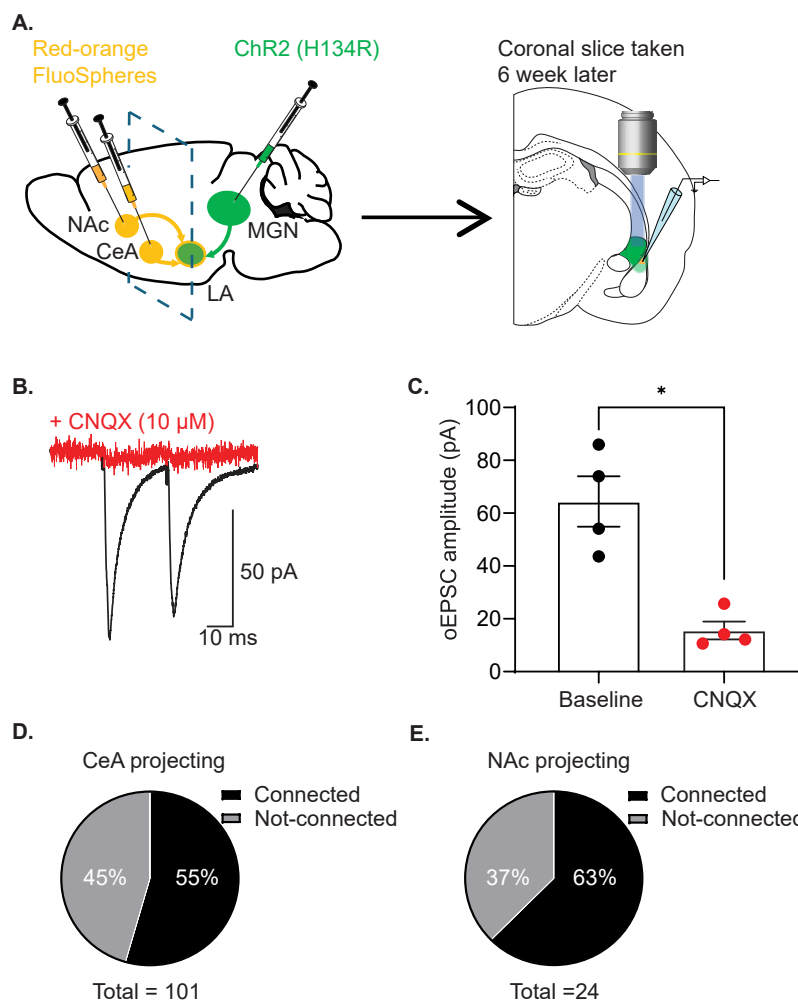 A.
Red-orange
FluoSpheres
ChR2 (H134R)
Coronal slice taken
6 week later
NAc
CeA
MGN
LA
B.
+ CNQX (10 µM)
50 pA
10 ms
C.
*
oEPSC amplitude (pA)
100
80
60
40
20
0
Baseline
CNQX
D.
CeA projecting
Connected
Not-connected
45%
55%
Total = 101
E.
NAc projecting
Connected
Not-connected
37%
63%
Total =24